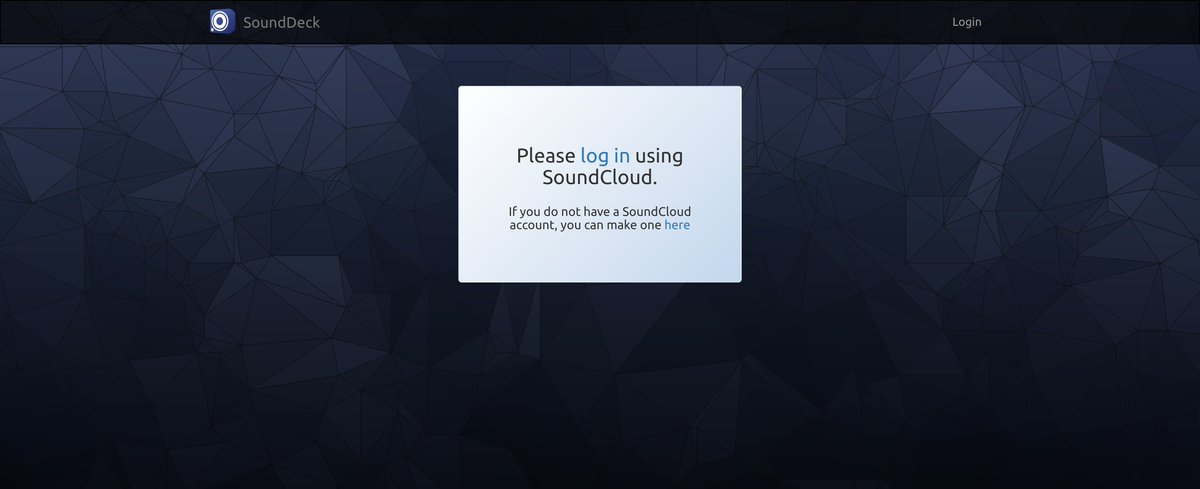 SoundDeck
Login
Please log in using
SoundCloud.
If you do not have a SoundCloud
account, you can make one here